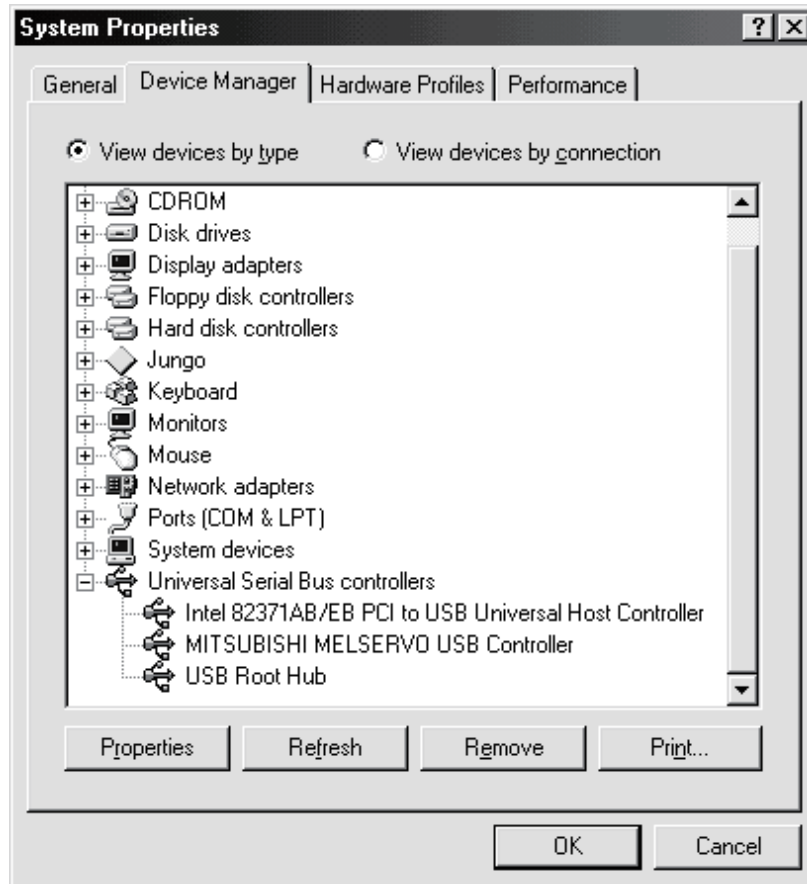 System Properties
General Device Manager Hardware Profiles Performance
View devices by type View devices by connection
CDROM
Disk drives
Display adapters
Floppy disk controllers
Hard disk controllers
Jungo
Keyboard
Monitors
Mouse
Network adapters
Ports (COM & LPT)
System devices
Universal Serial Bus controllers
Intel 82371AB/EB PCI to USB Universal Host Controller
MITSUBISHI MELSERVO USB Controller
USB Root Hub
Properties Refresh Remove Print...
OK Cancel